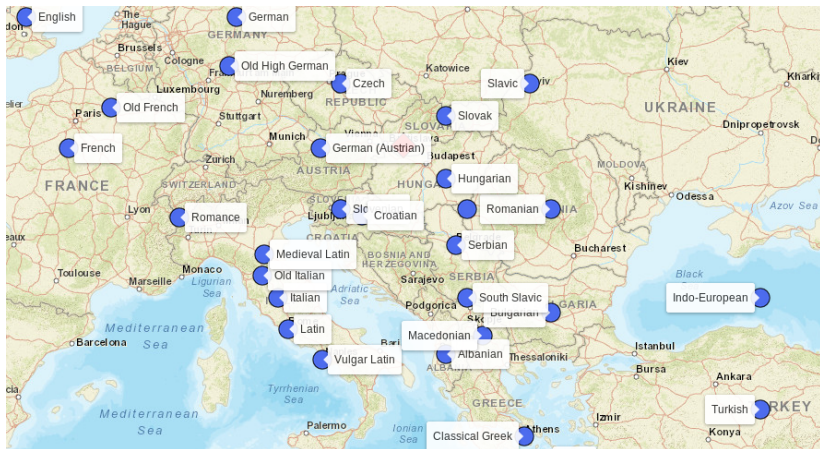 English
The Hague
German
GERMANY
Brussels
Cologne
BELGIUM
Old High German
Luxembourg
Katowice
Czech
REPUBLIC
Slavic
Kiev
Paris
Old French
Nuremberg
Stuttgart
Slovak
UKRAINE
Dnipropetrovsk
French
Munich
German (Austrian)
Budapest
Zurich
AUSTRIA
MOLDOVA
FRANCE
SWITZERLAND
Hungarian
Kishinev
Odessa
Lyon
Romance
Croatian
Romanian
Azov Sea
CROATIA
Medieval Latin
BOSNIA AND
HERZEGOVINA
Serbian
Bucharest
Toulouse
Monaco
Old Italian
Marseille
Ligurian
Sea
Adriatic
Sea
Sarajevo
SERBIA
Black
Italian
Podgorica
South Slavic
Indo-European
Bulgarian
Mediterranean
Sea
Latin
Macedonian
Barcelona
Istanbul
Vulgar Latin
Albanian
Thessaloniki
Bursa
Ankara
Tyrrhenian
Sea
GREECE
Turkish
Mediterranean
Sea
Palermo
Ionian
Sea
Classical Greek
Athens
Izmir
Konya